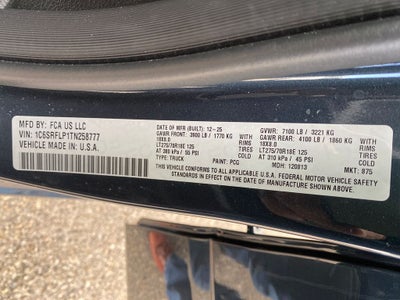 MFD BY: FCA US LLC
VIN: 1C6SRFLP1TN258777
VEHICLE MADE IN: U.S.A.
DATE OF MFR (BUILT): 12-25
GAWR FRONT: 3900 LB / 1770 KG
WITH TIRES
18X8.0
RIMS
LT275/70R18E 125
AT 380 kPa / 55 PSI
COLD
TYPE: TRUCK
PAINT: PCG
GVWR: 7100 LB / 3221 KG
GAWR REAR: 4100 LB / 1860 KG
WITH TIRES
18X8.0
RIMS
LT275/70R18E 125
AT 310 kPa / 45 PSI
COLD
MDH: 120813
MKT: 875
THIS VEHICLE CONFORMS TO ALL APPLICABLE U.S.A. FEDERAL MOTOR VEHICLE SAFETY
STANDARDS IN EFFECT ON THE DATE OF MANUFACTURE SHOWN ABOVE